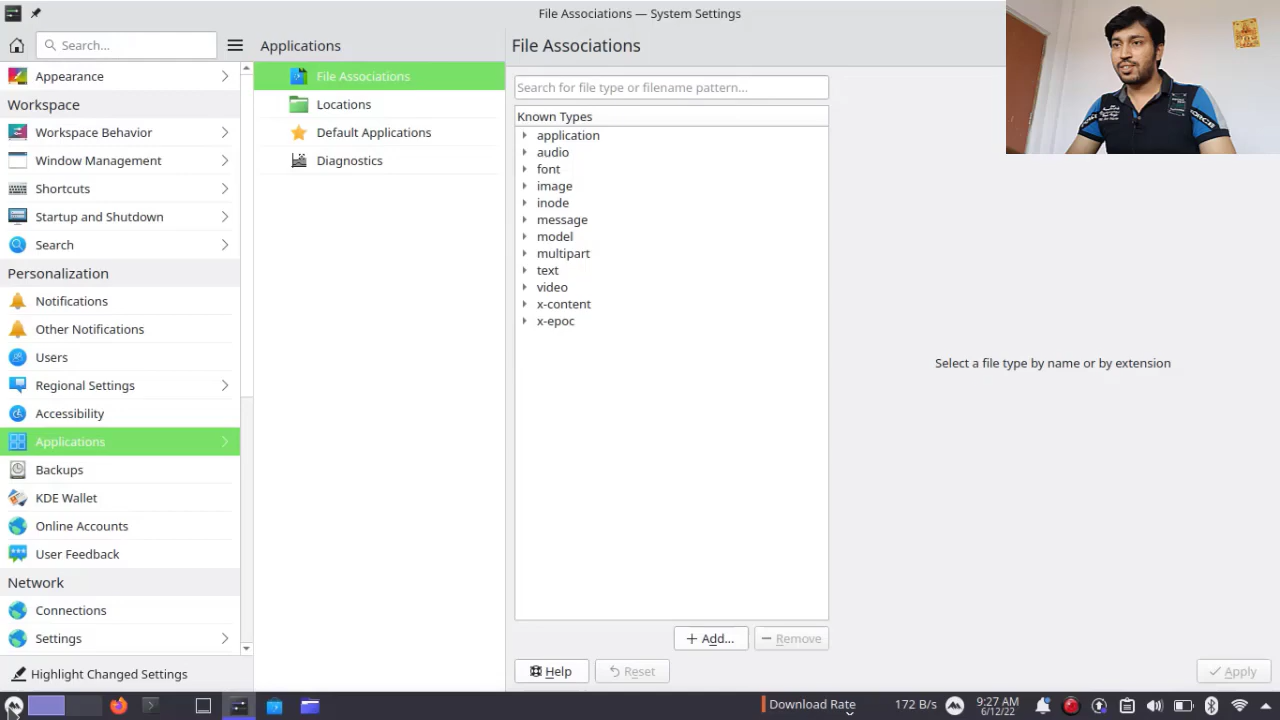 File Associations — System Settings
Search...
Applications
File Associations
Appearance
Workspace
Workspace Behavior
Window Management
Shortcuts
Startup and Shutdown
Search
Personalization
Notifications
Other Notifications
Users
Regional Settings
Accessibility
Applications
Backups
KDE Wallet
Online Accounts
User Feedback
Network
Connections
Settings
Highlight Changed Settings
File Associations
Locations
Default Applications
Diagnostics
Search for file type or filename pattern...
Known Types
application
audio
font
image
inode
message
model
multipart
text
video
x-content
x-epoc
Select a file type by name or by extension
Add...
Remove
Help
Reset
Apply
Download Rate
172 B/s
9:27 AM
6/12/22